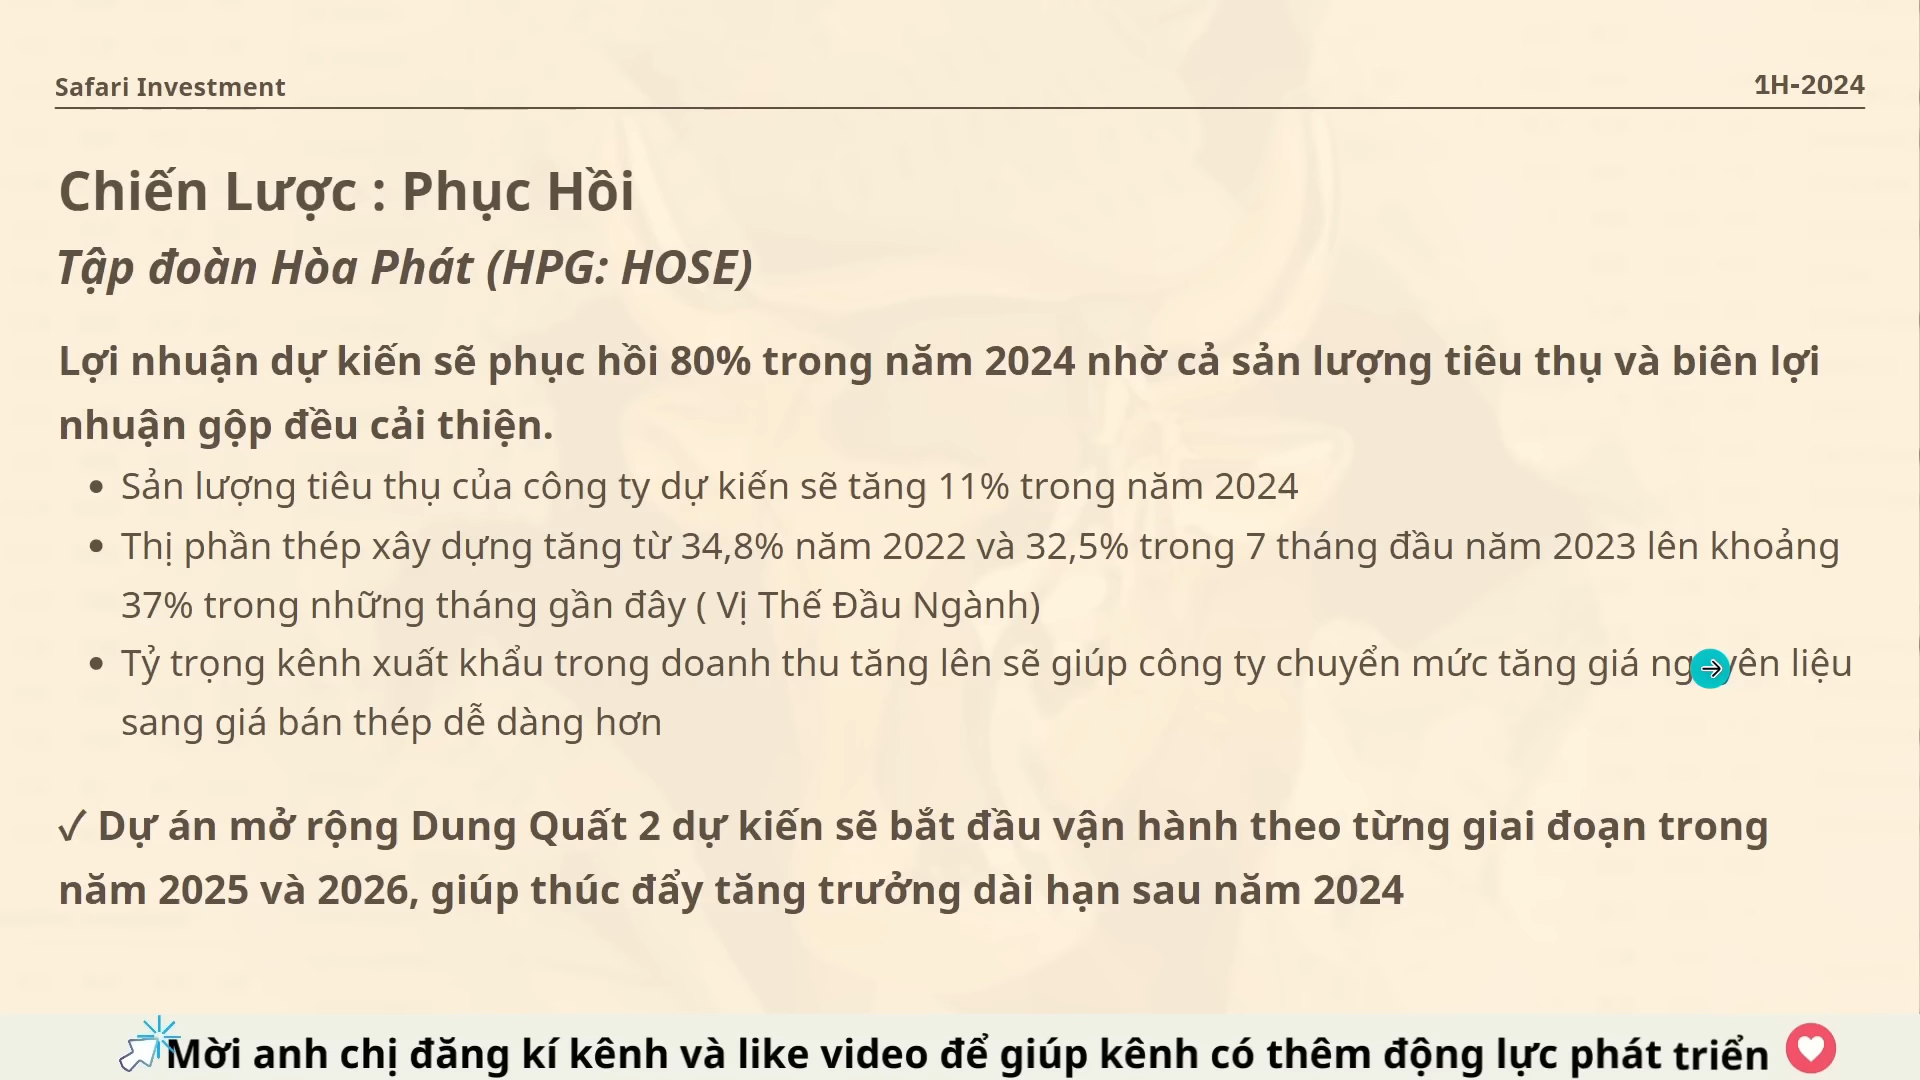 Safari Investment
1H-2024
Chiến Lược : Phục Hồi
Tập đoàn Hòa Phát (HPG: HOSE)
Lợi nhuận dự kiến sẽ phục hồi 80% trong năm 2024 nhờ cả sản lượng tiêu thụ và biên lợi
nhuận gộp đều cải thiện.
• Sản lượng tiêu thụ của công ty dự kiến sẽ tăng 11% trong năm 2024
• Thị phần thép xây dựng tăng từ 34,8% năm 2022 và 32,5% trong 7 tháng đầu năm 2023 lên khoảng
37% trong những tháng gần đây ( Vị Thế Đầu Ngành)
• Tỷ trọng kênh xuất khẩu trong doanh thu tăng lên sẽ giúp công ty chuyển mức tăng giá nguyên liệu
sang giá bán thép dễ dàng hơn
✓ Dự án mở rộng Dung Quất 2 dự kiến sẽ bắt đầu vận hành theo từng giai đoạn trong
năm 2025 và 2026, giúp thúc đẩy tăng trưởng dài hạn sau năm 2024
Mời anh chị đăng kí kênh và like video để giúp kênh có thêm động lực phát triển